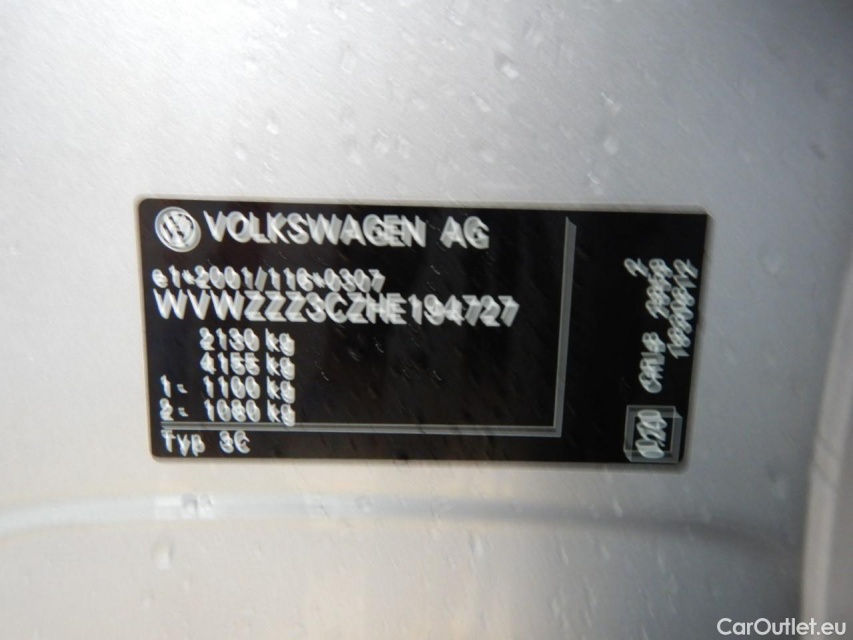 VOLKSWAGEN AG
e1*2001/116*0307
WVWZZZ3CZHE194727
2130 kg
4155 kg
1- 1100 kg
2- 1080 kg
Typ 3C
2
CarOutlet.eu